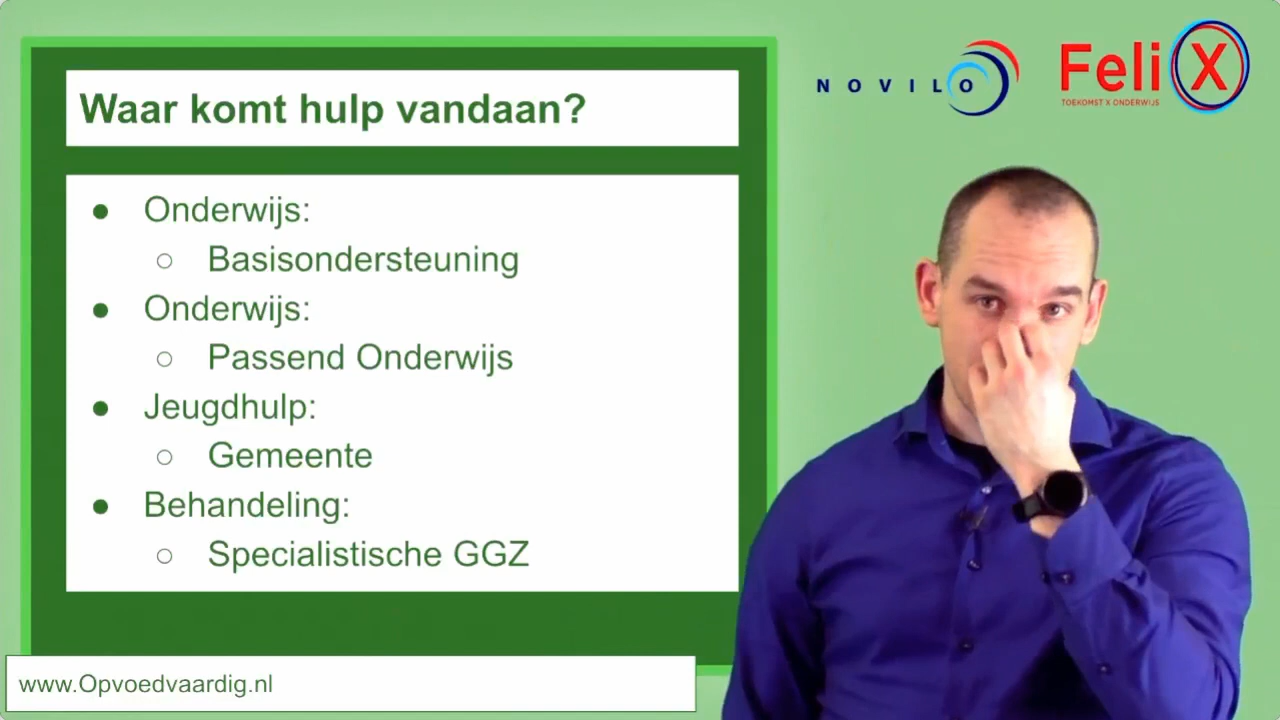 Waar komt hulp vandaan?
● Onderwijs:
○ Basisondersteuning
● Onderwijs:
○ Passend Onderwijs
● Jeugdhulp:
○ Gemeente
● Behandeling:
○ Specialistische GGZ
www.Opvoedvaardig.nl
NOVILO
FeliX
TOEKOMST X ONDERWIJS